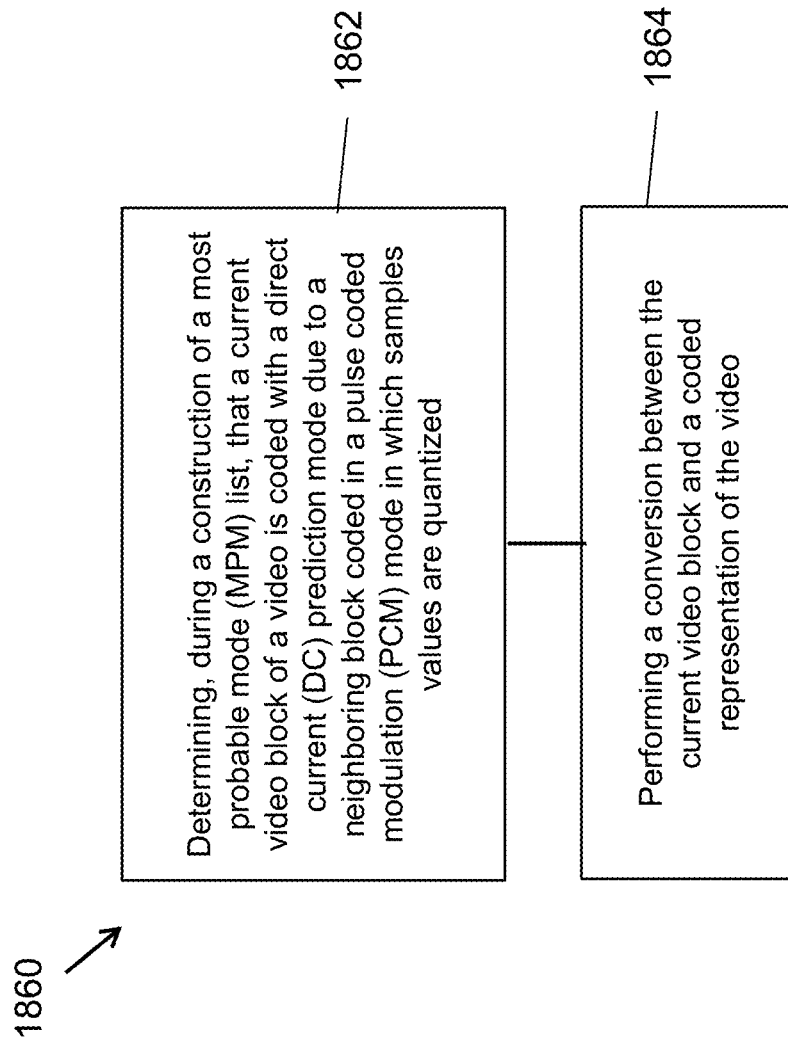 1860
Determining, during a construction of a most
probable mode (MPM) list, that a current
video block of a video is coded with a direct
current (DC) prediction mode due to a
neighboring block coded in a pulse coded
modulation (PCM) mode in which samples
values are quantized
1862
Performing a conversion between the
current video block and a coded
representation of the video
1864